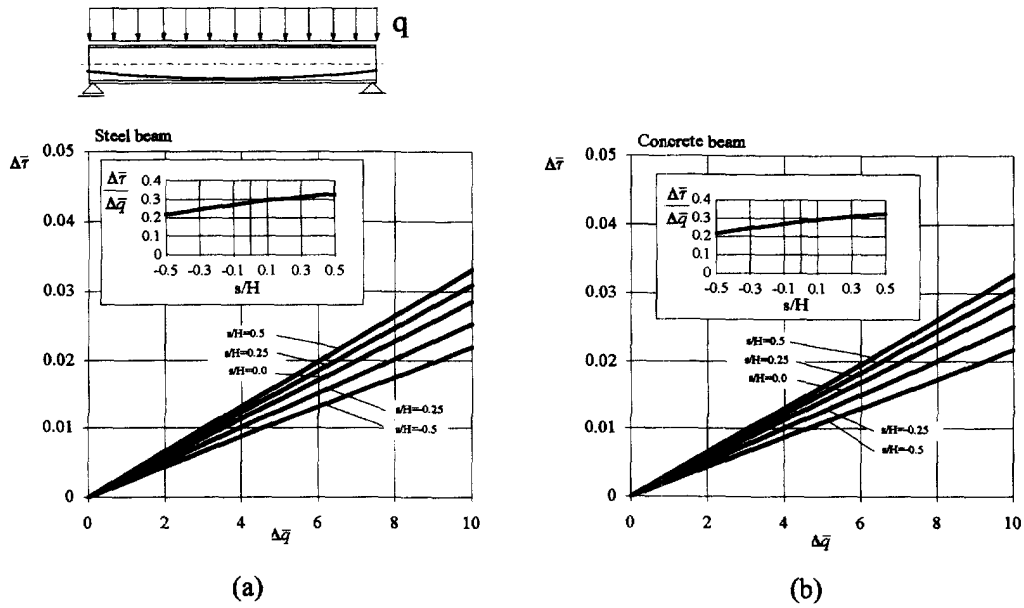 q
Steel beam
Δτ̄
0.05
0.04
0.03
0.02
0.01
0
Δτ̄
Δq̄
0.4
0.3
0.2
0.1
0
-0.5 -0.3 -0.1 0.1 0.3 0.5
s/H
s/H=0.5
s/H=0.25
s/H=0.0
s/H=-0.25
s/H=-0.5
0 2 4 6 8 10
Δq̄
(a)
Concrete beam
Δτ̄
0.05
0.04
0.03
0.02
0.01
0
Δτ̄
Δq̄
0.4
0.3
0.2
0.1
0
-0.5 -0.3 -0.1 0.1 0.3 0.5
s/H
s/H=0.5
s/H=0.25
s/H=0.0
s/H=-0.25
s/H=-0.5
0 2 4 6 8 10
Δq̄
(b)